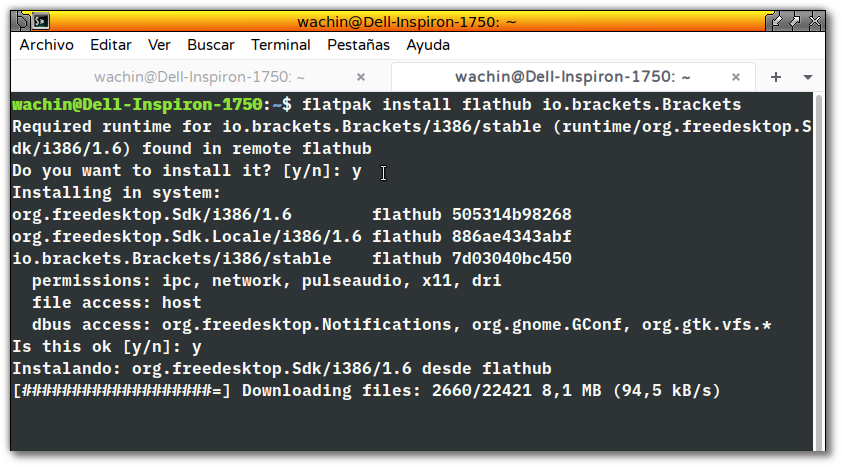 wachin@Dell-Inspiron-1750: ~
Archivo Editar Ver Buscar Terminal Pestañas Ayuda
wachin@Dell-Inspiron-1750: ~ × wachin@Dell-Inspiron-1750: ~ × +
wachin@Dell-Inspiron-1750:~$ flatpak install flathub io.brackets.Brackets
Required runtime for io.brackets.Brackets/i386/stable (runtime/org.freedesktop.S
dk/i386/1.6) found in remote flathub
Do you want to install it? [y/n]: y
Installing in system:
org.freedesktop.Sdk/i386/1.6        flathub 505314b98268
org.freedesktop.Sdk.Locale/i386/1.6 flathub 886ae4343abf
io.brackets.Brackets/i386/stable    flathub 7d03040bc450
  permissions: ipc, network, pulseaudio, x11, dri
  file access: host
  dbus access: org.freedesktop.Notifications, org.gnome.GConf, org.gtk.vfs.*
Is this ok [y/n]: y
Instalando: org.freedesktop.Sdk/i386/1.6 desde flathub
[###################=] Downloading files: 2660/22421 8,1 MB (94,5 kB/s)